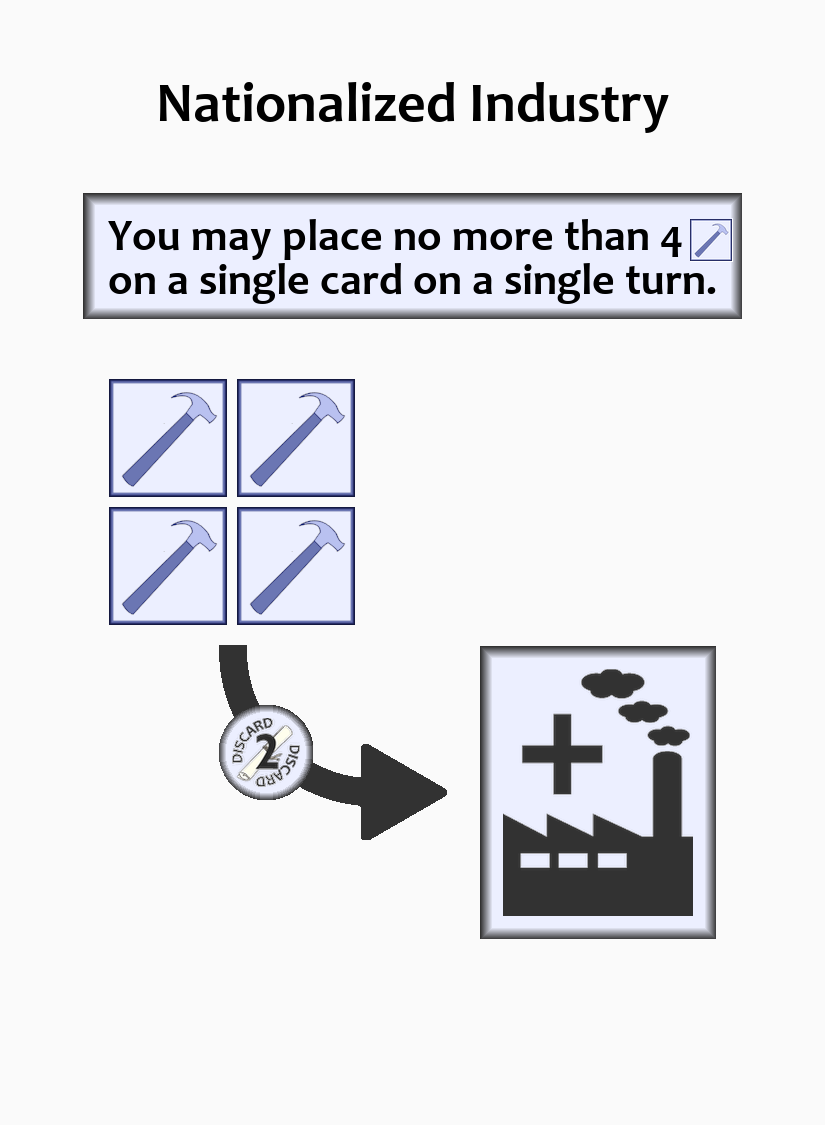 Nationalized Industry
You may place no more than 4
on a single card on a single turn.
DISCARD
2
DISCARD